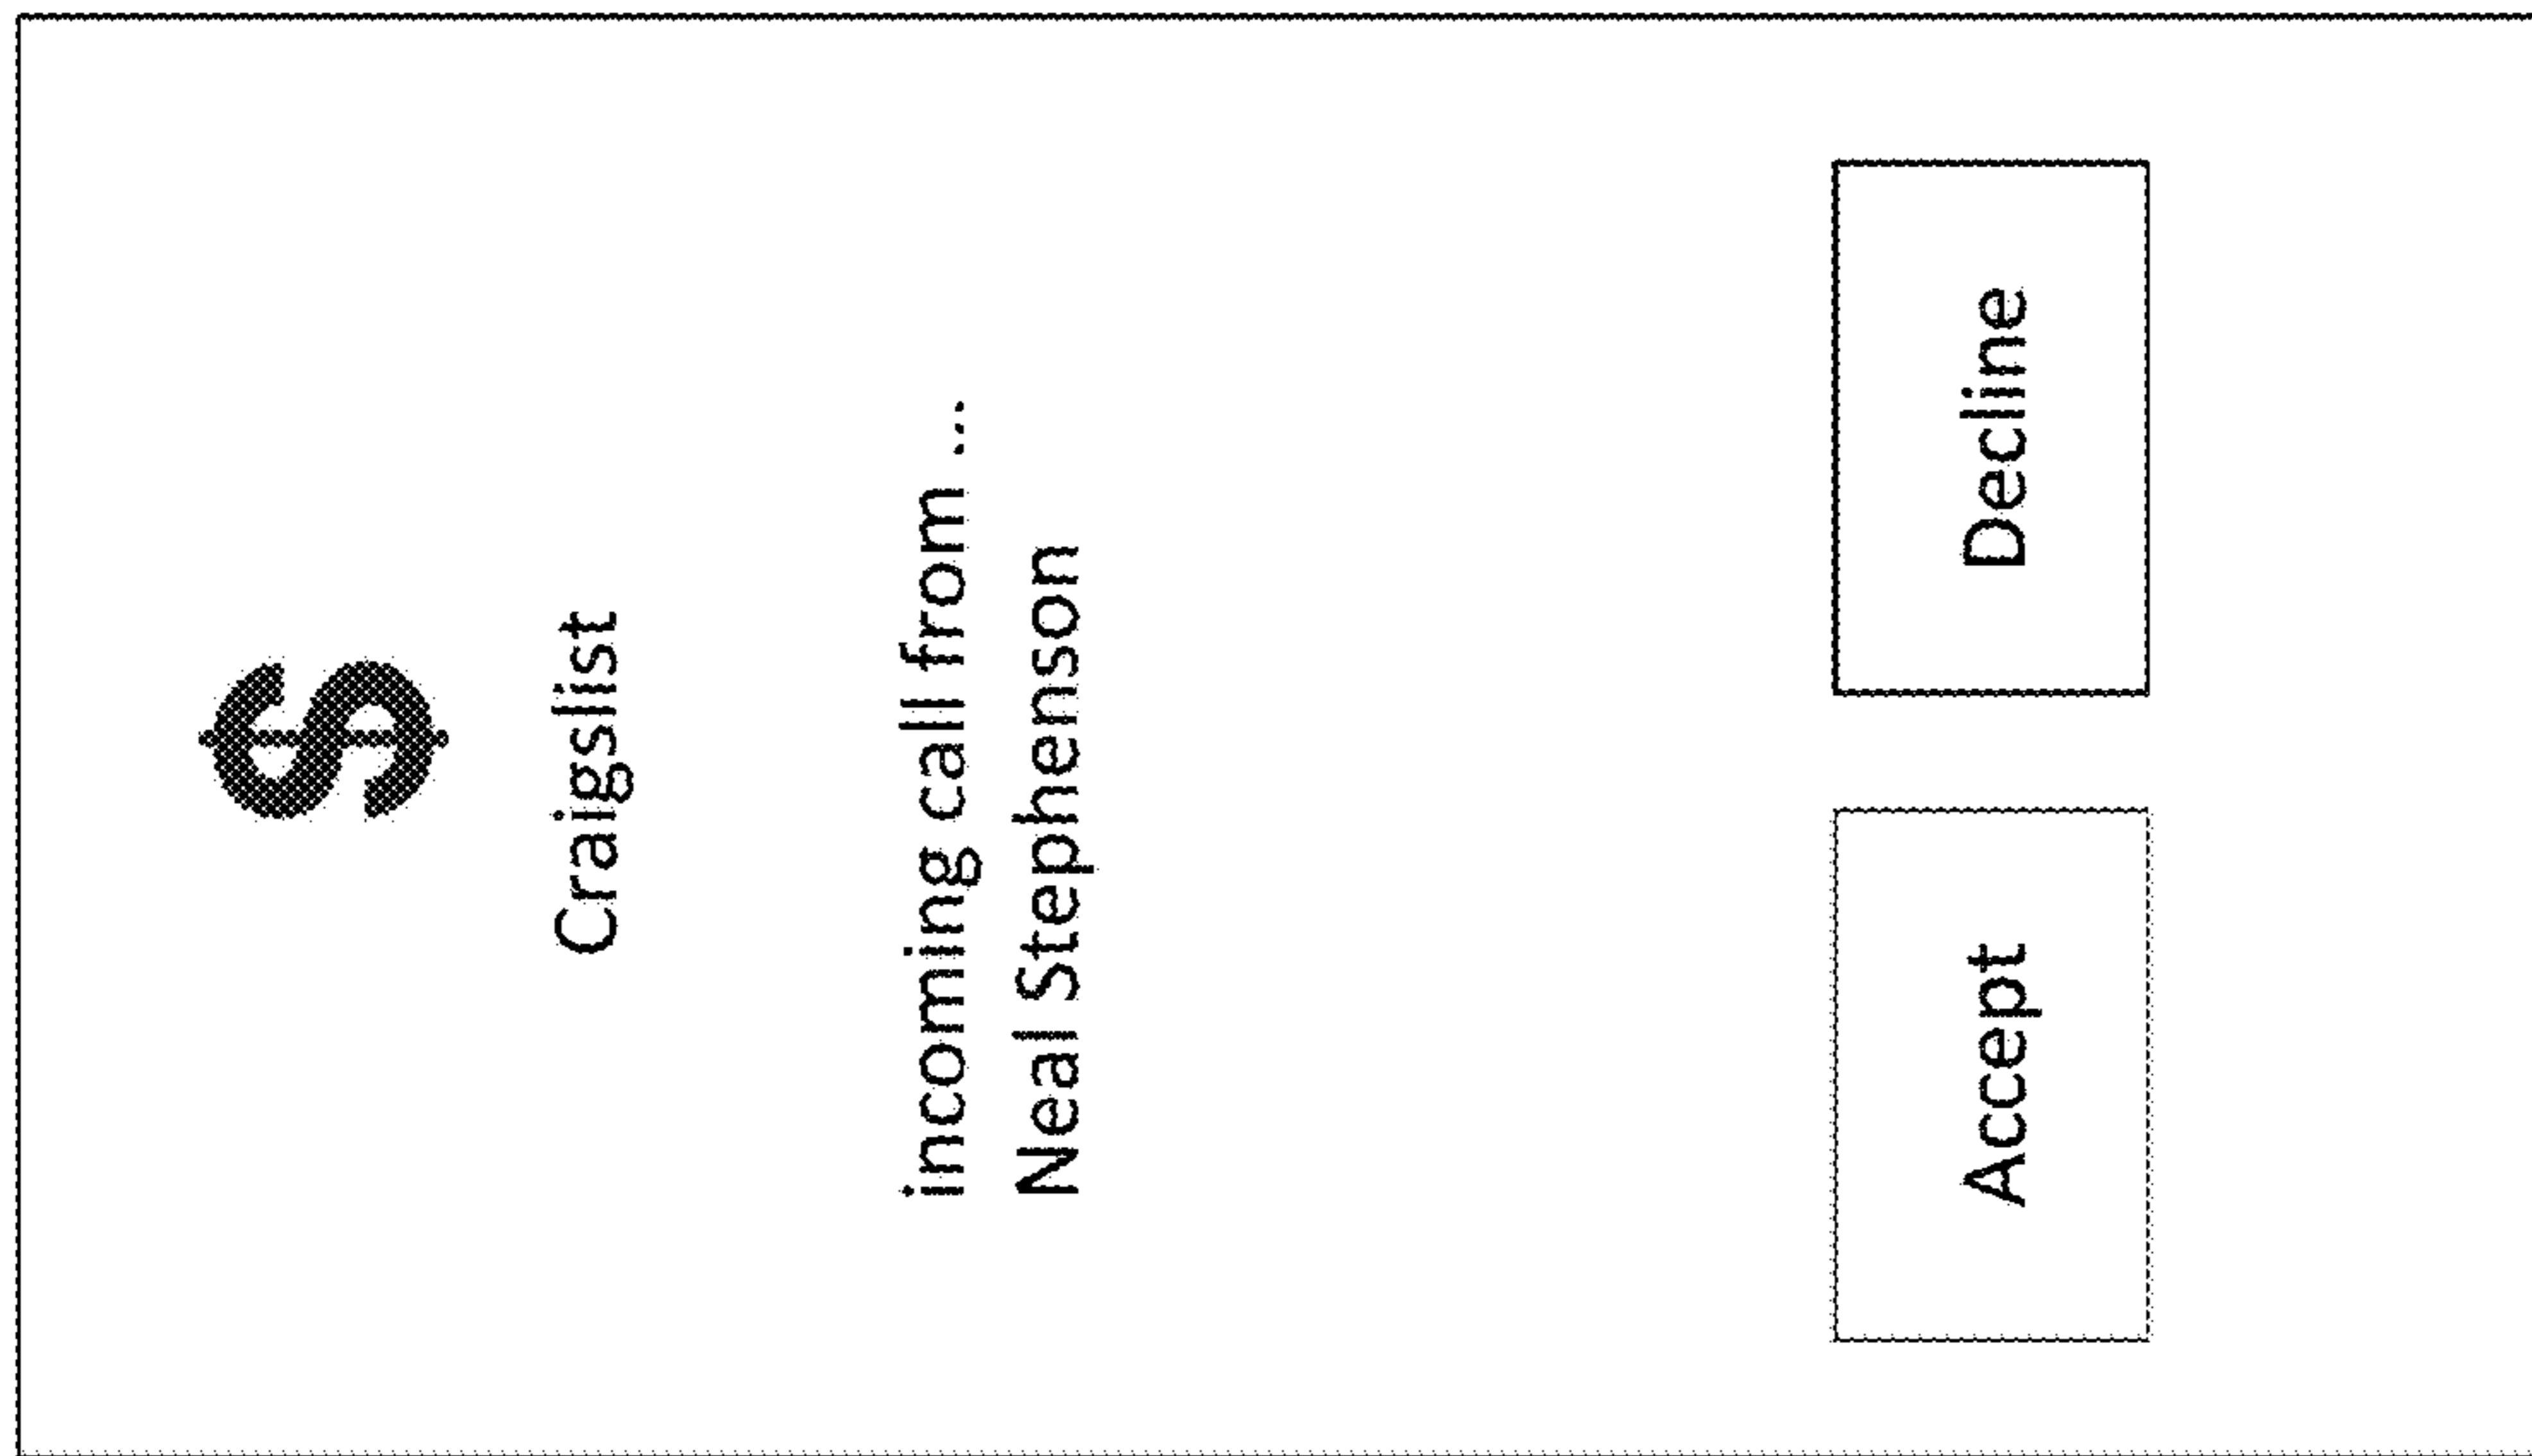 $
Craigslist
incoming call from ...
Neal Stephenson
Accept
Decline